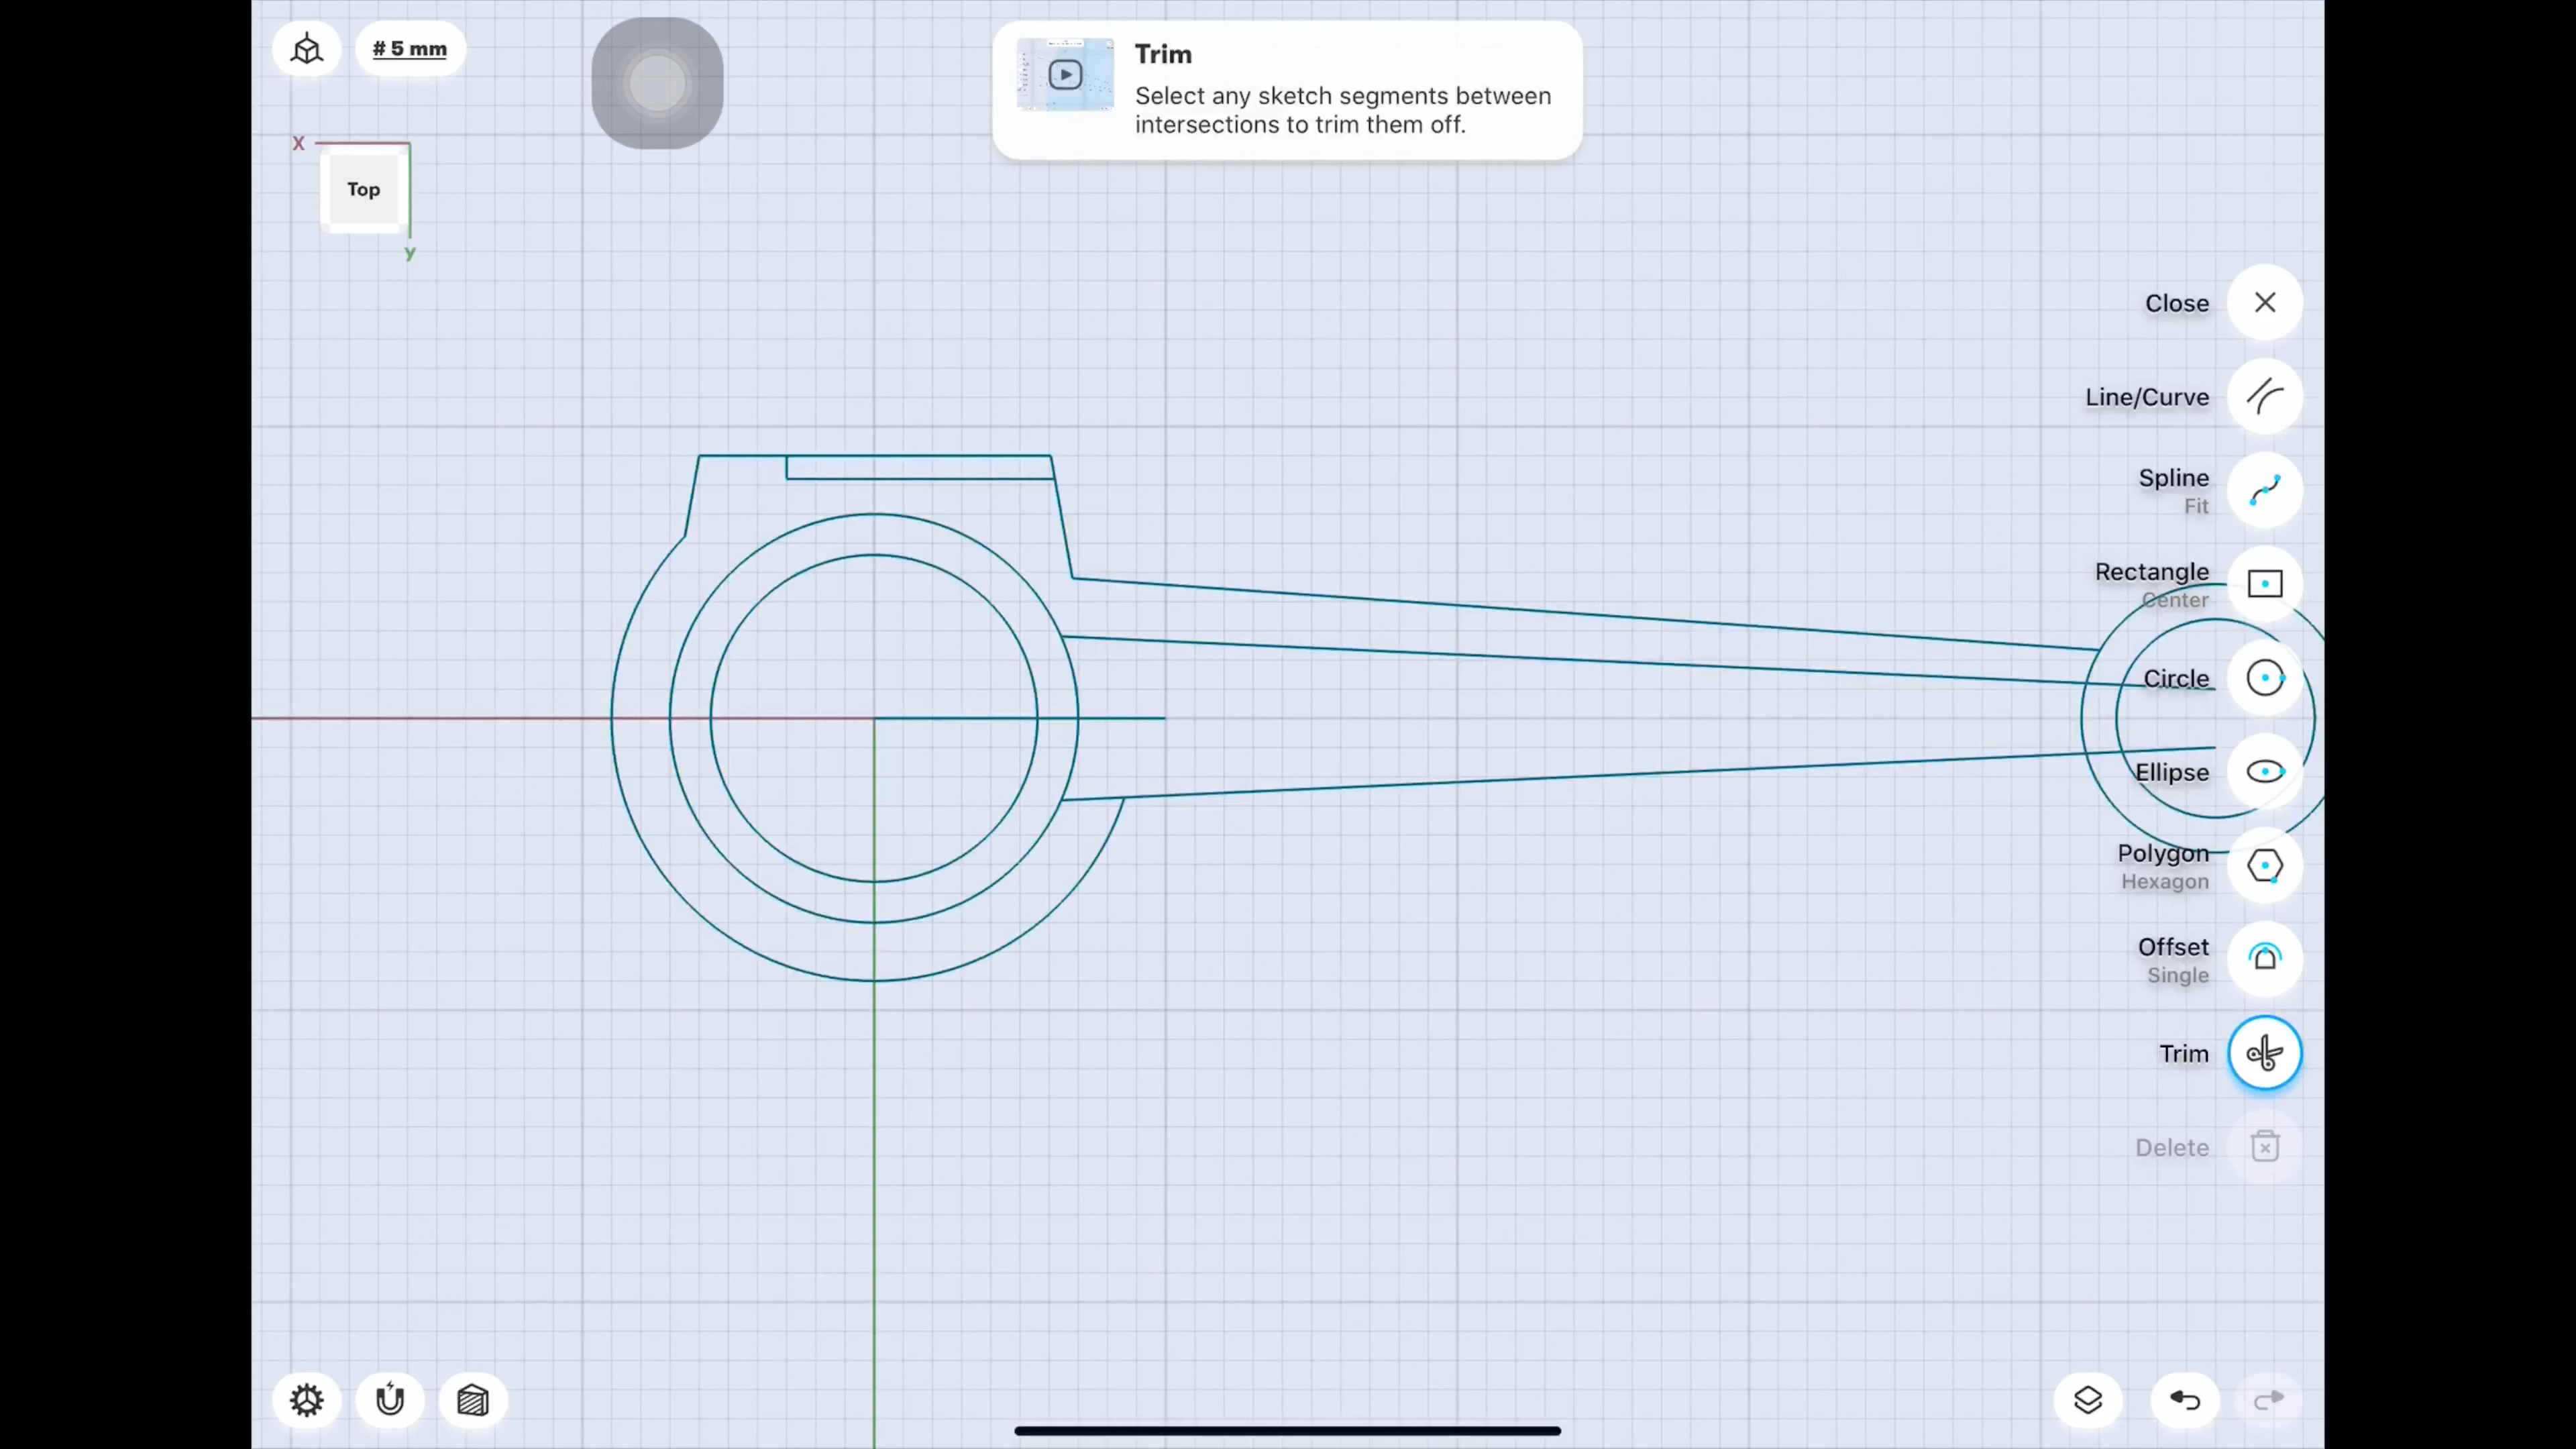 # 5 mm
Trim
Select any sketch segments between
intersections to trim them off.
X
Top
y
Close
Line/Curve
Spline
Fit
Rectangle
Center
Circle
Ellipse
Polygon
Hexagon
Offset
Single
Trim
Delete